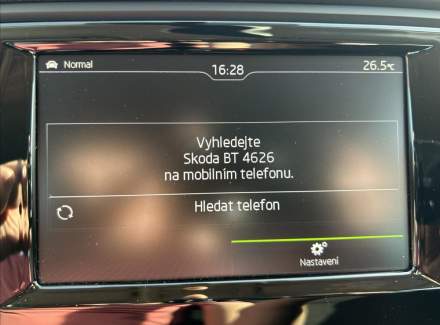 Normal 16:28 26.5°C
Vyhledejte
Skoda BT 4626
na mobilním telefonu.
Hledat telefon
Nastavení